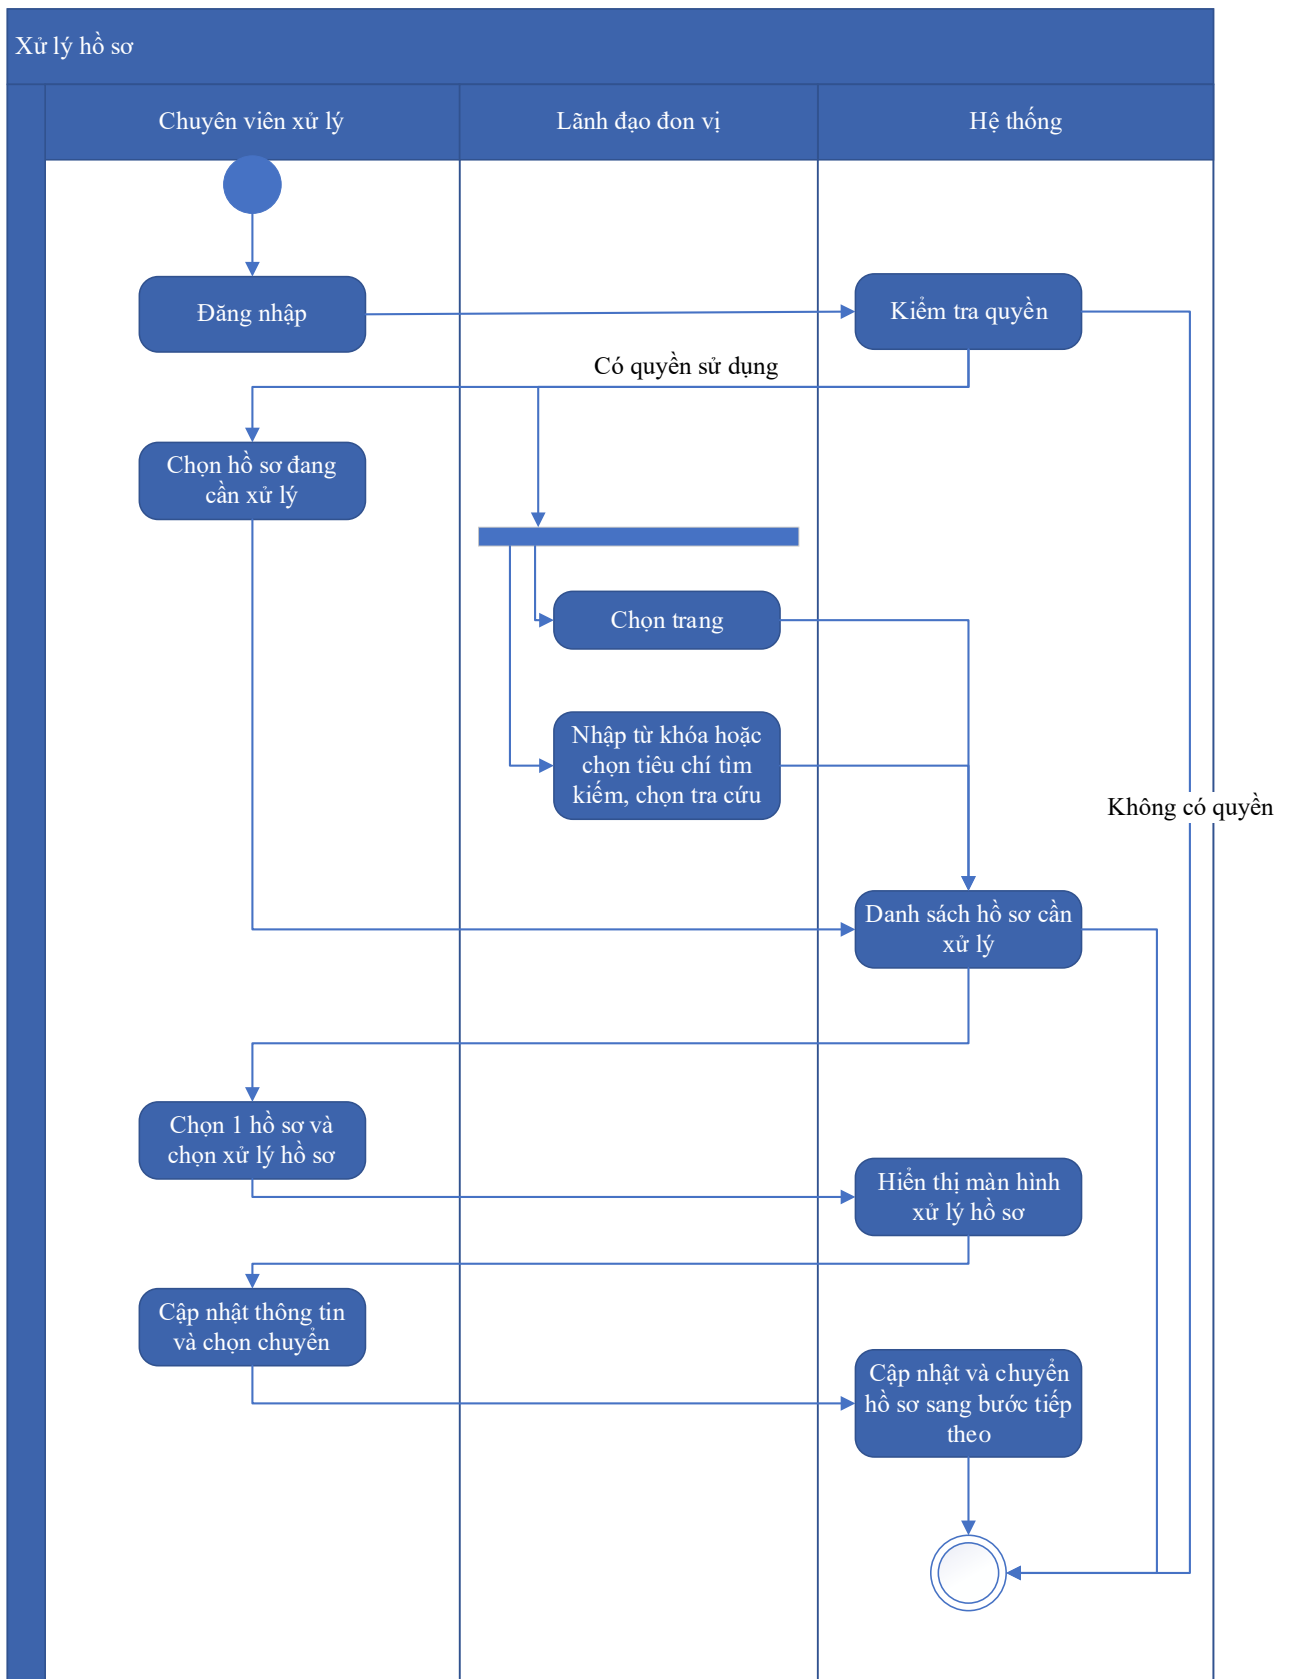 Xử lý hồ sơ
Chuyên viên xử lý
Lãnh đạo đơn vị
Hệ thống
Đăng nhập
Kiểm tra quyền
Có quyền sử dụng
Chọn hồ sơ đang
cần xử lý
Chọn trang
Nhập từ khóa hoặc
chọn tiêu chí tìm
kiếm, chọn tra cứu
Không có quyền
Danh sách hồ sơ cần
xử lý
Chọn 1 hồ sơ và
chọn xử lý hồ sơ
Hiển thị màn hình
xử lý hồ sơ
Cập nhật thông tin
và chọn chuyển
Cập nhật và chuyển
hồ sơ sang bước tiếp
theo